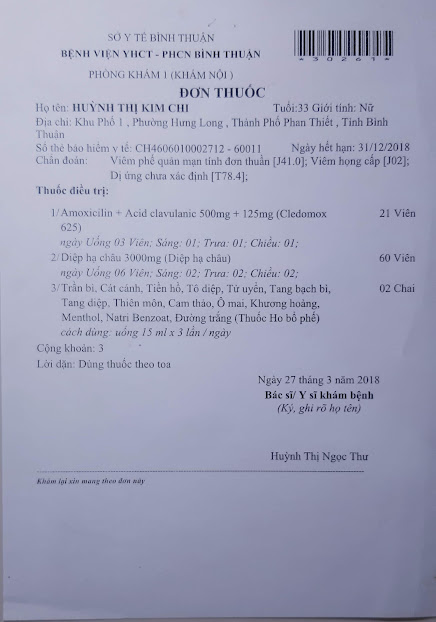 SỞ Y TẾ BÌNH THUẬN
BỆNH VIỆN YHCT - PHCN BÌNH THUẬN
*30261*
PHÒNG KHÁM 1 (KHÁM NỘI )
ĐƠN THUỐC
Họ tên: HUỲNH THỊ KIM CHI Tuổi:33 Giới tính: Nữ
Địa chỉ: Khu Phố 1 , Phường Hưng Long , Thành Phố Phan Thiết , Tỉnh Bình
Thuận
Số thẻ bảo hiểm y tế: CH4606010002712 - 60011 Ngày hết hạn: 31/12/2018
Chẩn đoán: Viêm phế quản mạn tính đơn thuần [J41.0]; Viêm họng cấp [J02];
Dị ứng chưa xác định [T78.4];
Thuốc điều trị:
1/ Amoxicilin + Acid clavulanic 500mg + 125mg (Cledomox 21 Viên
625)
ngày Uống 03 Viên; Sáng: 01; Trưa: 01; Chiều: 01;
2/ Diệp hạ châu 3000mg (Diệp hạ châu) 60 Viên
ngày Uống 06 Viên; Sáng: 02; Trưa: 02; Chiều: 02;
3/ Trần bì, Cát cánh, Tiền hồ, Tô diệp, Tử uyển, Tang bạch bì, 02 Chai
Tang diệp, Thiên môn, Cam thảo, Ô mai, Khương hoàng,
Menthol, Natri Benzoat, Đường trắng (Thuốc Ho bổ phế)
cách dùng: uống 15 ml x 3 lần / ngày
Cộng khoản: 3
Lời dặn: Dùng thuốc theo toa
Ngày 27 tháng 3 năm 2018
Bác sĩ/ Y sĩ khám bệnh
(Ký, ghi rõ họ tên)
Huỳnh Thị Ngọc Thư
Khám lại xin mang theo đơn này